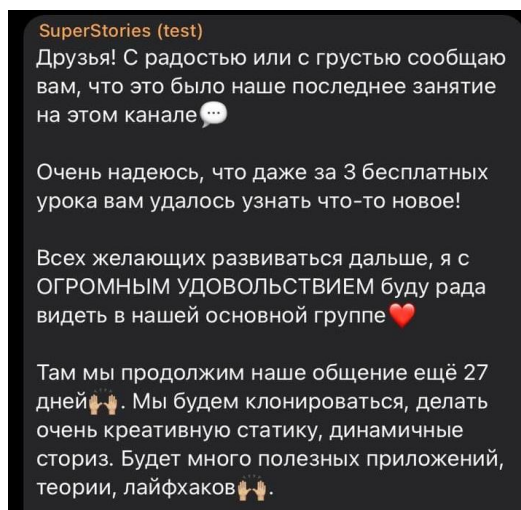 SuperStories (test)
Друзья! С радостью или с грустью сообщаю
вам, что это было наше последнее занятие
на этом канале💬
Очень надеюсь, что даже за 3 бесплатных
урока вам удалось узнать что-то новое!
Всех желающих развиваться дальше, я с
ОГРОМНЫМ УДОВОЛЬСТВИЕМ буду рада
видеть в нашей основной группе❤️
Там мы продолжим наше общение ещё 27
дней🙌🏼. Мы будем клонироваться, делать
очень креативную статику, динамичные
сториз. Будет много полезных приложений,
теории, лайфхаков🙌🏼.